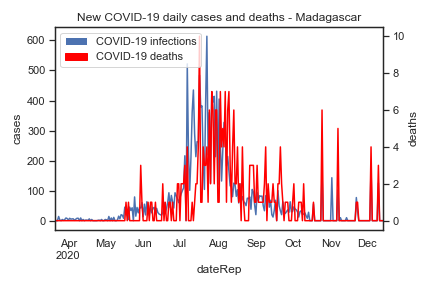 New COVID-19 daily cases and deaths - Madagascar
COVID-19 infections
COVID-19 deaths
cases
600
500
400
300
200
100
0
deaths
10
8
6
4
2
0
Apr May Jun Jul Aug Sep Oct Nov Dec
2020
dateRep